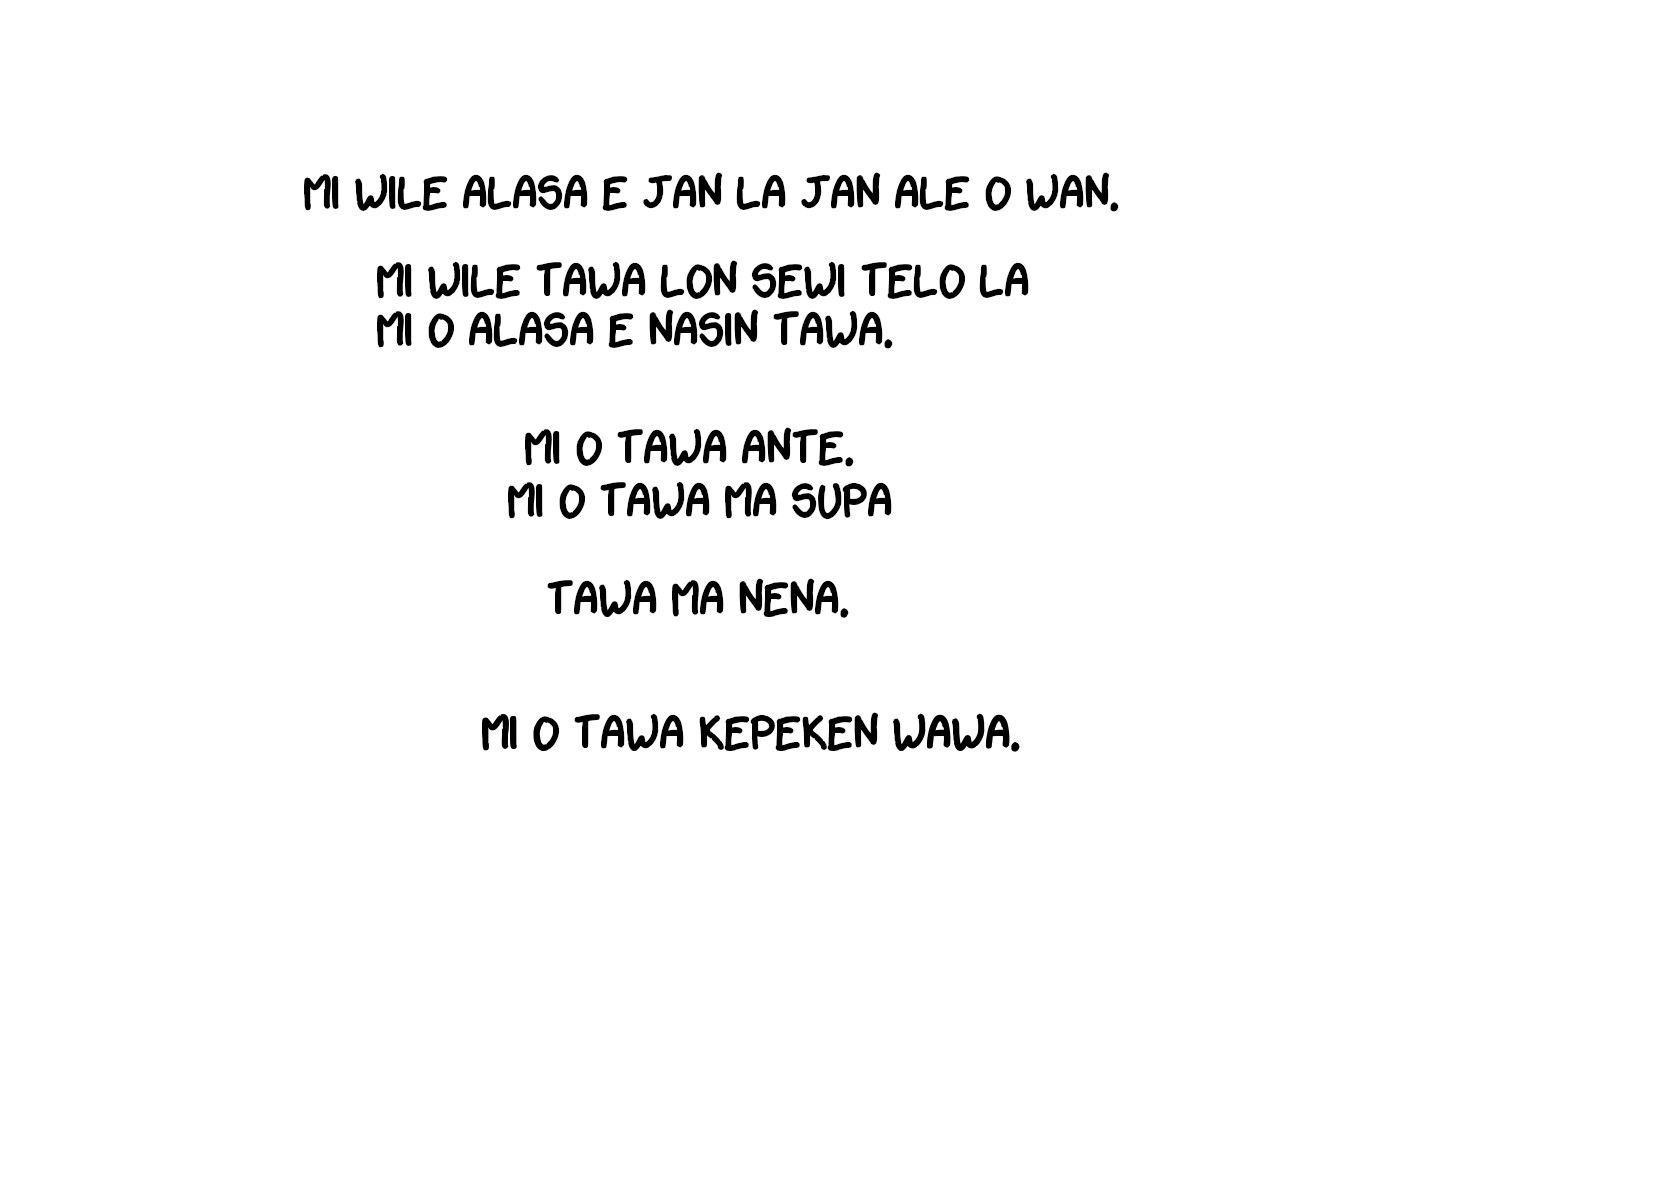 MI WILE ALASA E JAN LA JAN ALE O WAN.
MI WILE TAWA LON SEWI TELO LA
MI O ALASA E NASIN TAWA.
MI O TAWA ANTE.
MI O TAWA MA SUPA
TAWA MA NENA.
MI O TAWA KEPEKEN WAWA.